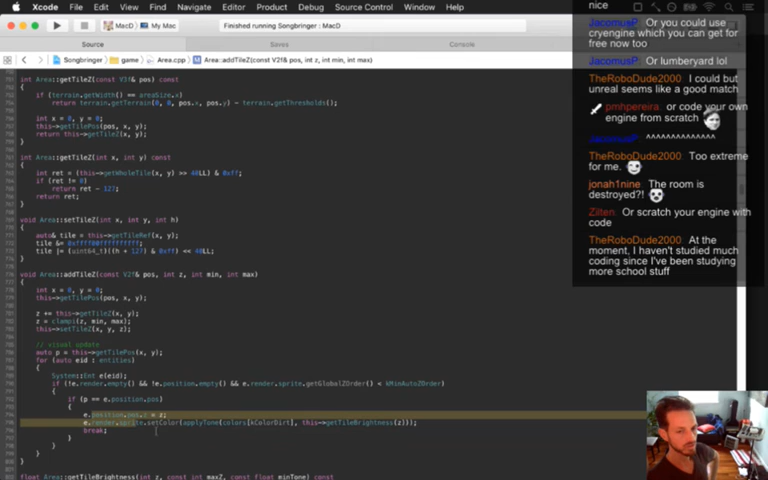 Xcode File Edit View Find Navigate Editor Product Debug Source Control Window Help
MacD My Mac
Finished running Songbringer : MacD
Source Saves Console
Songbringer game Area.cpp Area::addTileZ(const V2f& pos, int z, int min, int max)
int Area::getTileZ(const V3f & pos) const
{
if (terrain.getWidth() == areaSize.x)
return terrain.getTerrain(0, 0, pos.x, pos.y) - terrain.getThresholds();
int x = 0, y = 0;
this->getTilePos(pos, x, y);
return this->getTileZ(x, y);
}
int Area::getTileZ(int x, int y) const
{
int ret = (this->getWholeTile(x, y) >> 48LL) & 0xff;
if (ret != 0)
return ret - 127;
return ret;
}
void Area::setTileZ(int x, int y, int h)
{
auto& tile = this->getTileRef(x, y);
tile |= (uint64_t)((h + 127) & 0xff) << 48LL;
}
void Area::addTileZ(const V2f & pos, int z, int min, int max)
{
int x = 0, y = 0;
this->getTilePos(pos, x, y);
z += this->getTileZ(x, y);
z = clampi(z, min, max);
this->setTileZ(x, y, z);
// visual update
auto p = this->getTilePos(x, y);
for (auto eid : entities)
{
System::Ent e(eid);
if (!e.render.empty() && !e.position.empty() && e.render.sprite.getGlobalZOrder() < kMinAutoZOrder)
{
if (p == e.position.pos)
{
e.position.pos.z = z;
e.render.sprite.setColor(applyTone(colors[kColorDirt], this->getTileBrightness(z)));
break;
}
}
}
}
float Area::getTileBrightness(int z, const maxZ, const minTone) const
nice
JacomusP: Or you could use
cryengine which you can get for
free now too
JacomusP: Or lumberyard lol
TheRoboDude2000: I could but
unreal seems like a good match
pmhpereira: or code your own
engine from scratch
JacomusP: ^^^^^^^^^^^^^^
TheRoboDude2000: Too extreme
for me.
jonah1nine: The room is
destroyed?!
Zilten: Or scratch your engine with
code
TheRoboDude2000: At the
moment, I haven't studied much
coding since I've been studying
more school stuff